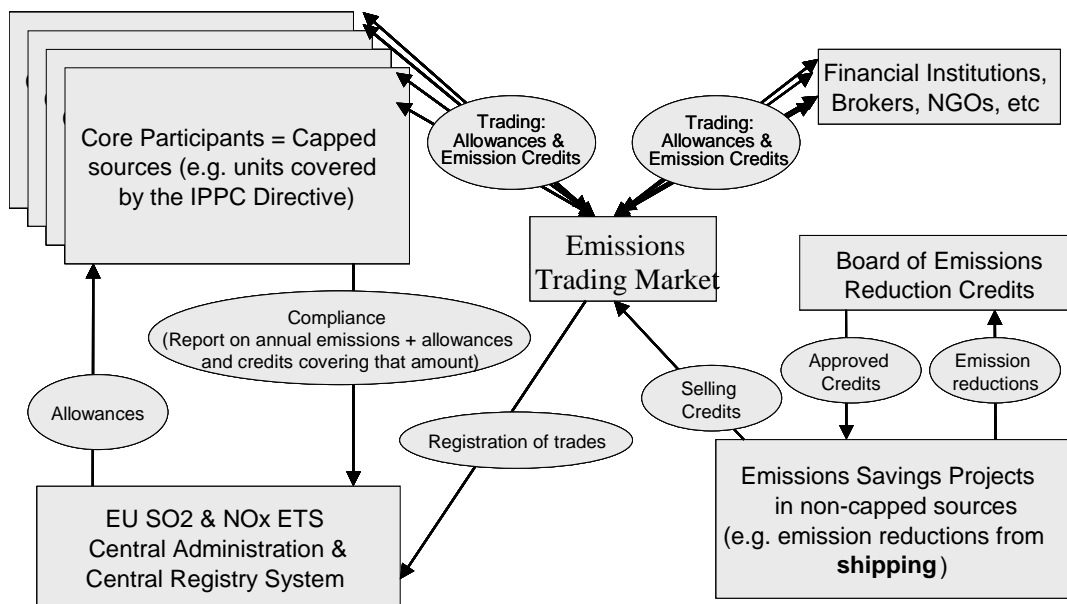 Core Participants = Capped
sources (e.g. units covered
by the IPPC Directive)
Trading:
Allowances &
Emission Credits
Trading:
Allowances &
Emission Credits
Financial Institutions,
Brokers, NGOs, etc
Emissions
Trading Market
Board of Emissions
Reduction Credits
Compliance
(Report on annual emissions + allowances
and credits covering that amount)
Approved
Credits
Emission
reductions
Allowances
Selling
Credits
Registration of trades
EU SO2 & NOx ETS
Central Administration &
Central Registry System
Emissions Savings Projects
in non-capped sources
(e.g. emission reductions from
shipping)